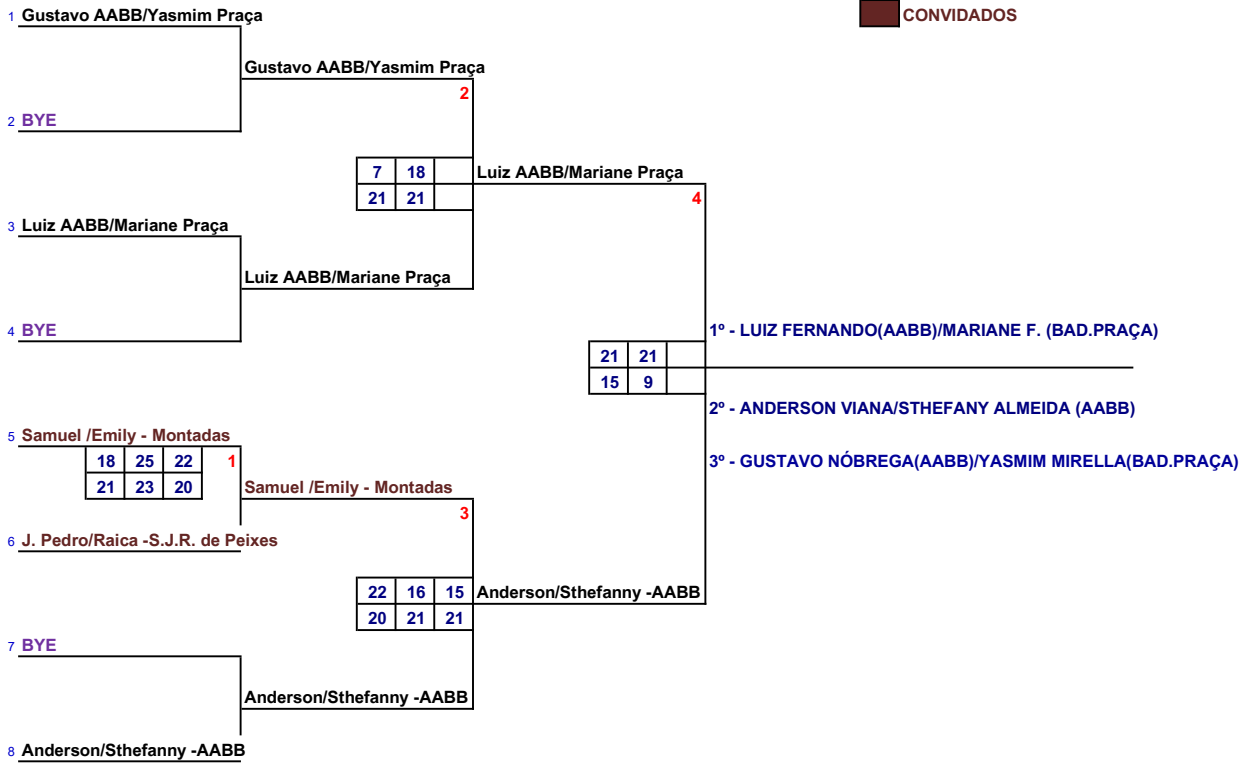 1 Gustavo AABB/Yasmim Praça
CONVIDADOS
Gustavo AABB/Yasmim Praça
2
2 BYE
7 18
Luiz AABB/Mariane Praça
21 21
4
3 Luiz AABB/Mariane Praça
Luiz AABB/Mariane Praça
4 BYE
1º - LUIZ FERNANDO(AABB)/MARIANE F. (BAD.PRAÇA)
21 21
15 9
2º - ANDERSON VIANA/STHEFANY ALMEIDA (AABB)
5 Samuel /Emily - Montadas
18 25 22
1
3º - GUSTAVO NÓBREGA(AABB)/YASMIM MIRELLA(BAD.PRAÇA)
21 23 20
Samuel /Emily - Montadas
3
6 J. Pedro/Raica -S.J.R. de Peixes
22 16 15
Anderson/Sthefanny -AABB
20 21 21
7 BYE
Anderson/Sthefanny -AABB
8 Anderson/Sthefanny -AABB